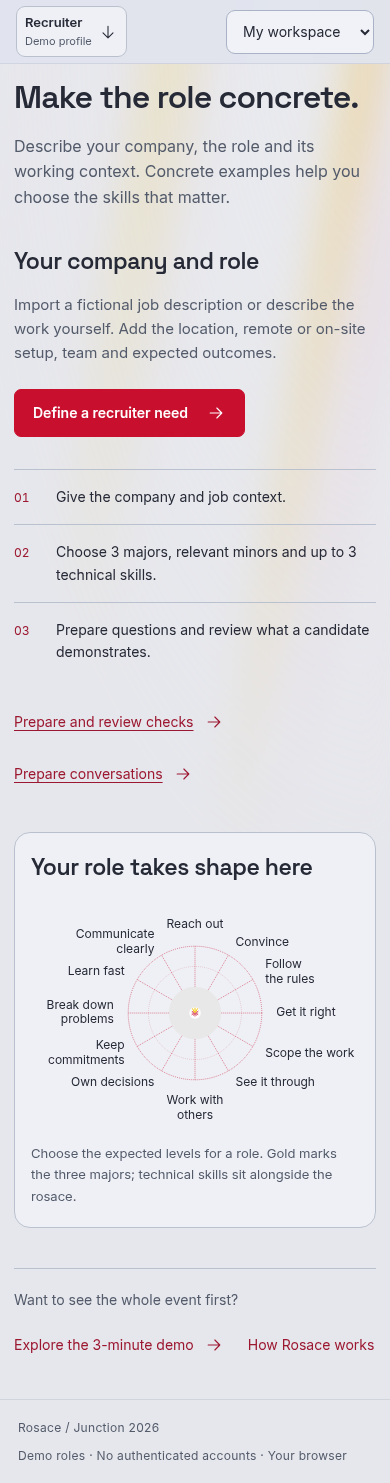 Recruiter
Demo profile
My workspace
Make the role concrete.
Describe your company, the role and its
working context. Concrete examples help you
choose the skills that matter.
Your company and role
Import a fictional job description or describe the
work yourself. Add the location, remote or on-site
setup, team and expected outcomes.
Define a recruiter need
01 Give the company and job context.
02 Choose 3 majors, relevant minors and up to 3
technical skills.
03 Prepare questions and review what a candidate
demonstrates.
Prepare and review checks
Prepare conversations
Your role takes shape here
Reach out
Convince
Follow
the rules
Get it right
Scope the work
See it through
Work with
others
Own decisions
Keep
commitments
Break down
problems
Learn fast
Communicate
clearly
Choose the expected levels for a role. Gold marks
the three majors; technical skills sit alongside the
rosace.
Want to see the whole event first?
Explore the 3-minute demo
How Rosace works
Rosace / Junction 2026
Demo roles · No authenticated accounts · Your browser